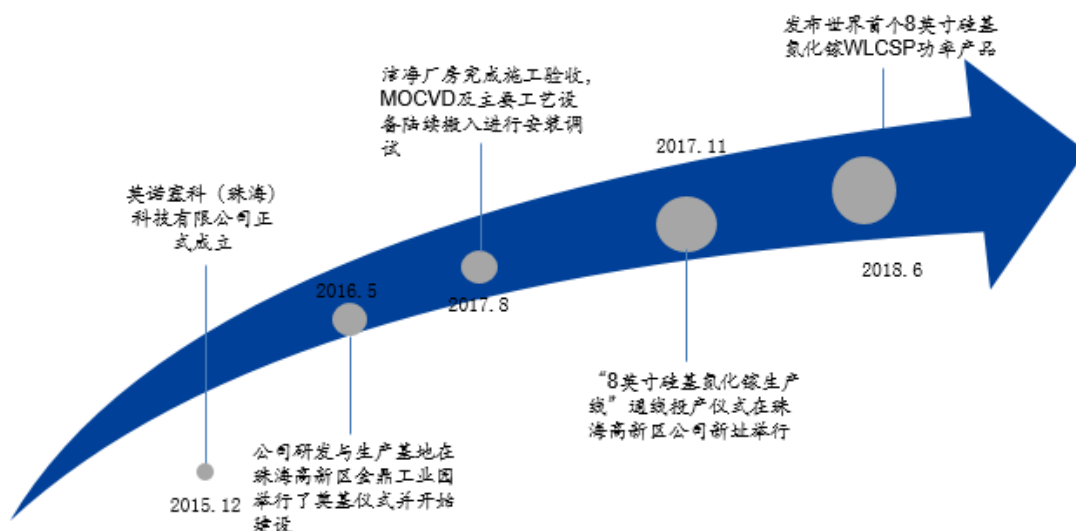 英诺塞科（珠海）
科技有限公司正
式成立
2015.12
2016.5
公司研发与生产基地在
珠海高新区金鼎工业园
举行了奠基仪式并开始
建设
洁海厂房完成施工验收，
MOCVD及主要工艺设
备陆续搬入进行安装调
试
2017.8
2017.11
“8英寸硅基氮化镓生产
线”通线投产仪式在珠
海高新区公司新址举行
发布世界首个8英寸硅基
氮化镓WLCSP功率产品
2018.6